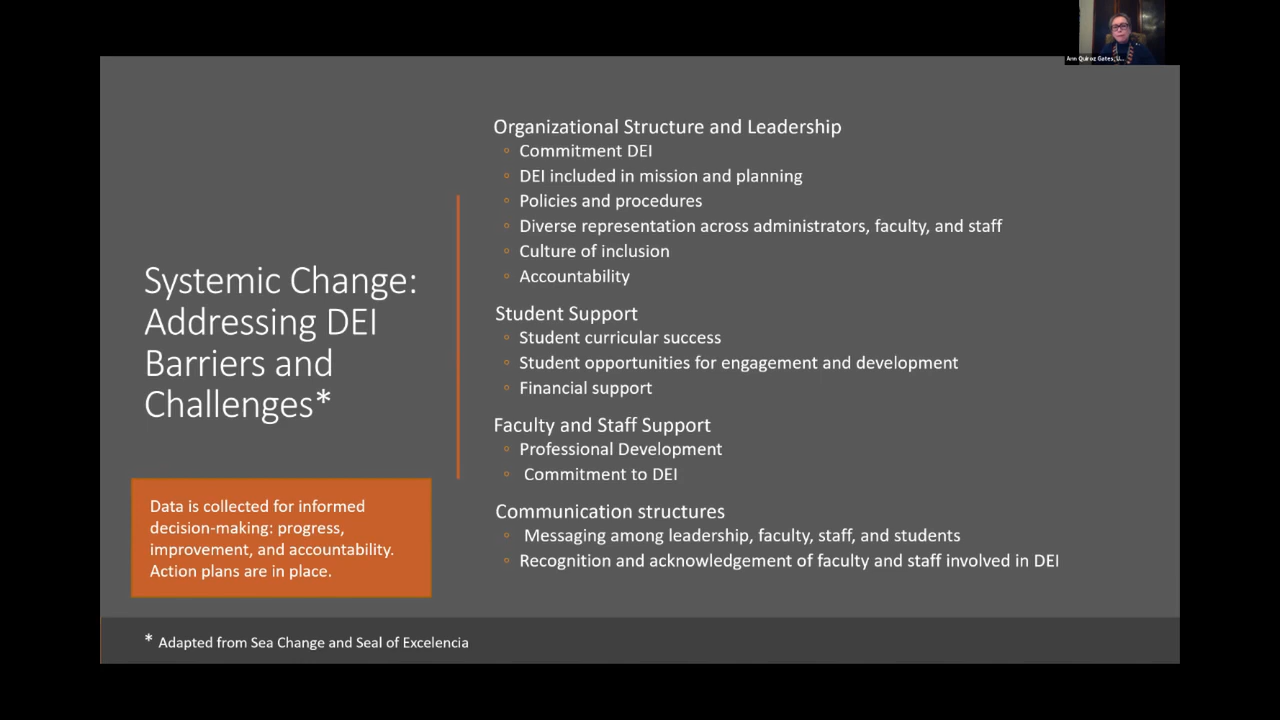 Ann Quiroz Gates, U...
Systemic Change:
Addressing DEI
Barriers and
Challenges*
Data is collected for informed
decision-making: progress,
improvement, and accountability.
Action plans are in place.
Organizational Structure and Leadership
Commitment DEI
DEI included in mission and planning
Policies and procedures
Diverse representation across administrators, faculty, and staff
Culture of inclusion
Accountability
Student Support
Student curricular success
Student opportunities for engagement and development
Financial support
Faculty and Staff Support
Professional Development
Commitment to DEI
Communication structures
Messaging among leadership, faculty, staff, and students
Recognition and acknowledgement of faculty and staff involved in DEI
* Adapted from Sea Change and Seal of Excelencia